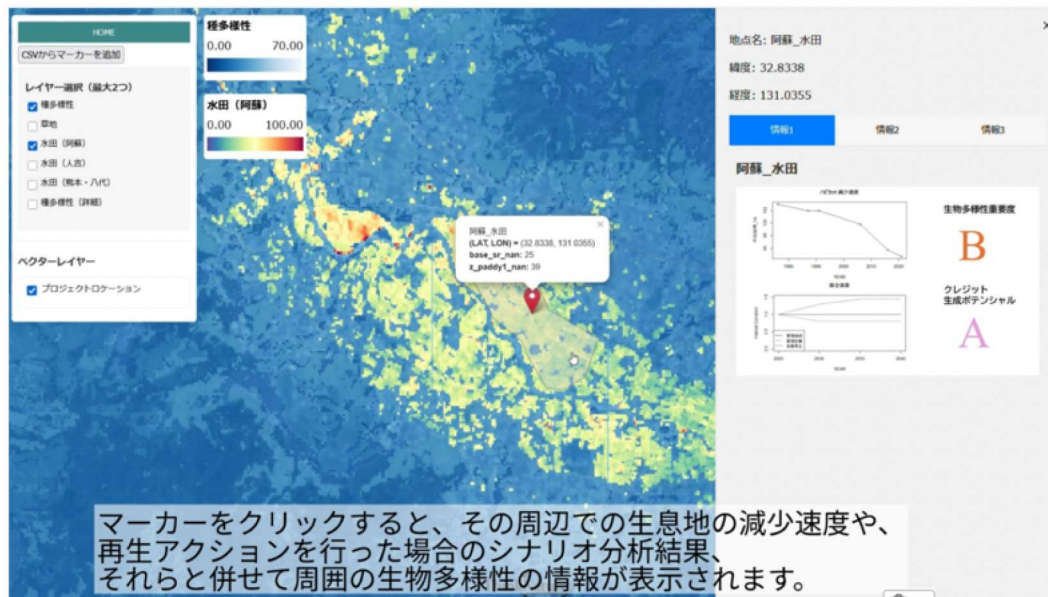 HOME
CSVからマーカーを追加
レイヤー選択（最大2つ）
種多様性
草地
水田（阿蘇）
水田（人吉）
水田（熊本・八代）
種多様性（詳細）
ベクターレイヤー
プロジェクトロケーション
種多様性
0.00 70.00
水田（阿蘇）
0.00 100.00
阿蘇_水田
(LAT, LON) = (32.8338, 131.0355)
base_sr_nan: 25
z_paddy1_nan: 39
地点名: 阿蘇_水田
緯度: 32.8338
経度: 131.0355
情報1 情報2 情報3
阿蘇_水田
YEAR
YEAR
生物多様性重要度
B
クレジット
生成ポテンシャル
A
マーカーをクリックすると、その周辺での生息地の減少速度や、
再生アクションを行った場合のシナリオ分析結果、
それらと併せて周囲の生物多様性の情報が表示されます。